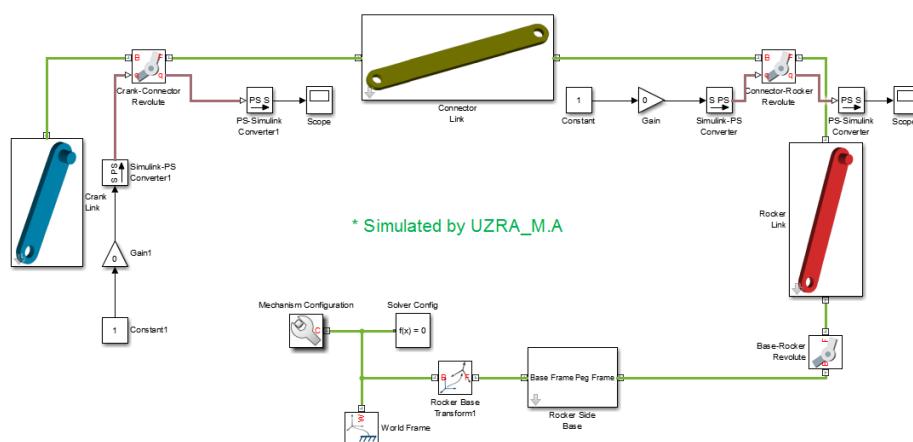 B F
q q
Crank-Connector
Revolute
PS S
PS-Simulink
Converter1
Scope
Connector
Link
1
Constant
0
Gain
S PS
Simulink-PS
Converter
B F
q q
Connector-Rocker
Revolute
PS S
PS-Simulink
Converter
Scope
Crank
Link
S PS
Simulink-PS
Converter1
0
Gain1
1
Constant1
* Simulated by UZRA_M.A
Rocker
Link
Mechanism Configuration
C
Solver Config
f(x) = 0
Base-Rocker
Revolute
F
B
B F
Rocker Base
Transform1
Base Frame Peg Frame
Rocker Side
Base
W
World Frame